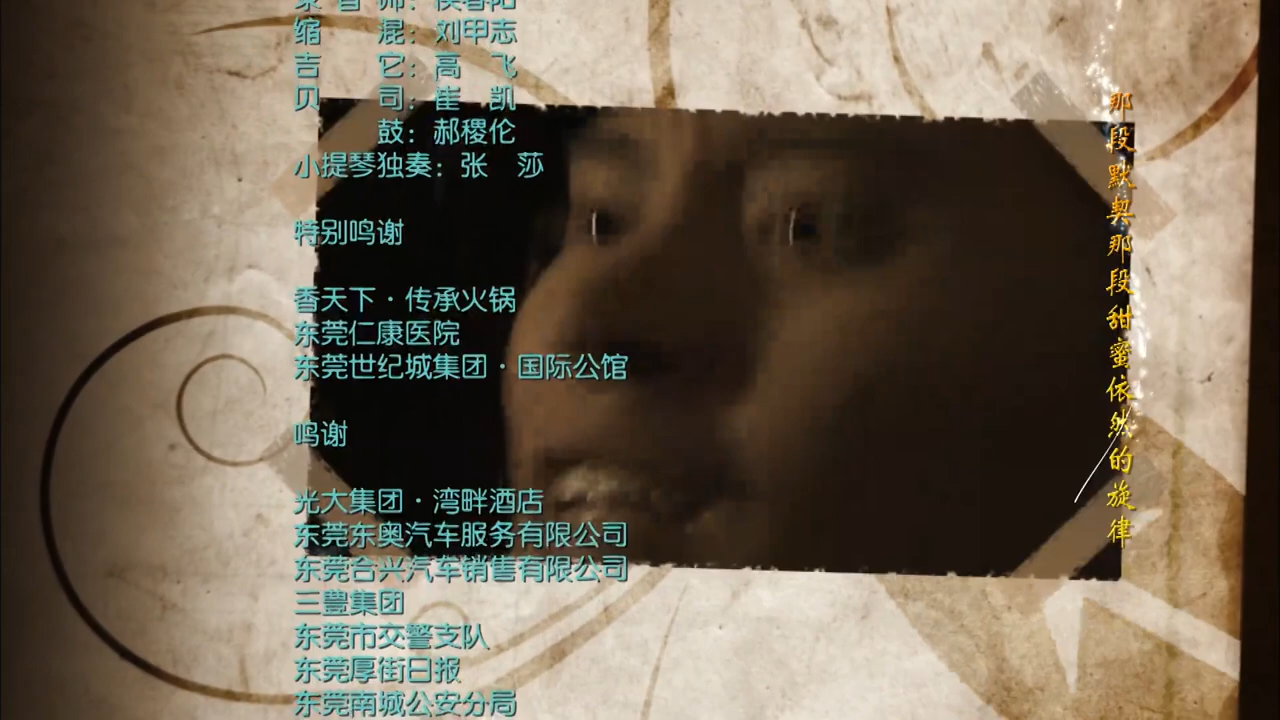 缩 混：刘甲志
吉 它：高 飞
贝 司：崔 凯
鼓：郝稷伦
小提琴独奏：张 莎
特别鸣谢
香天下·传承火锅
东莞仁康医院
东莞世纪城集团·国际公馆
鸣谢
光大集团·湾畔酒店
东莞东奥汽车服务有限公司
东莞合兴汽车销售有限公司
三豐集团
东莞市交警支队
东莞厚街日报
东莞南城公安分局
那段默契那段甜蜜依然的旋律